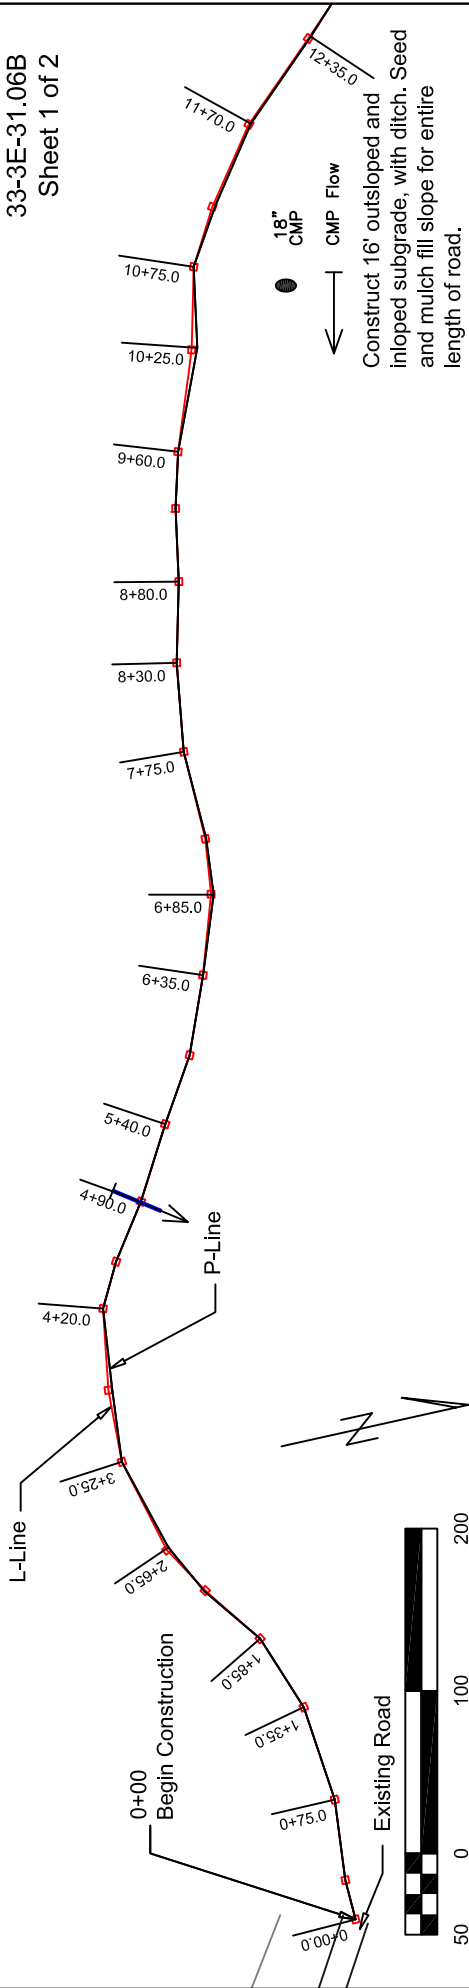 33-3E-31.06B
Sheet 1 of 2
12+35.0
11+70.0
10+75.0
10+25.0
9+60.0
8+80.0
8+30.0
7+75.0
6+85.0
6+35.0
5+40.0
4+90.0
4+20.0
3+25.0
2+65.0
1+85.0
1+35.0
0+75.0
0+00.0
18"
CMP
CMP Flow
Construct 16' outsloped and
inloped subgrade, with ditch. Seed
and mulch fill slope for entire
length of road.
P-Line
L-Line
0+00
Begin Construction
Existing Road
N
50
0
100
200